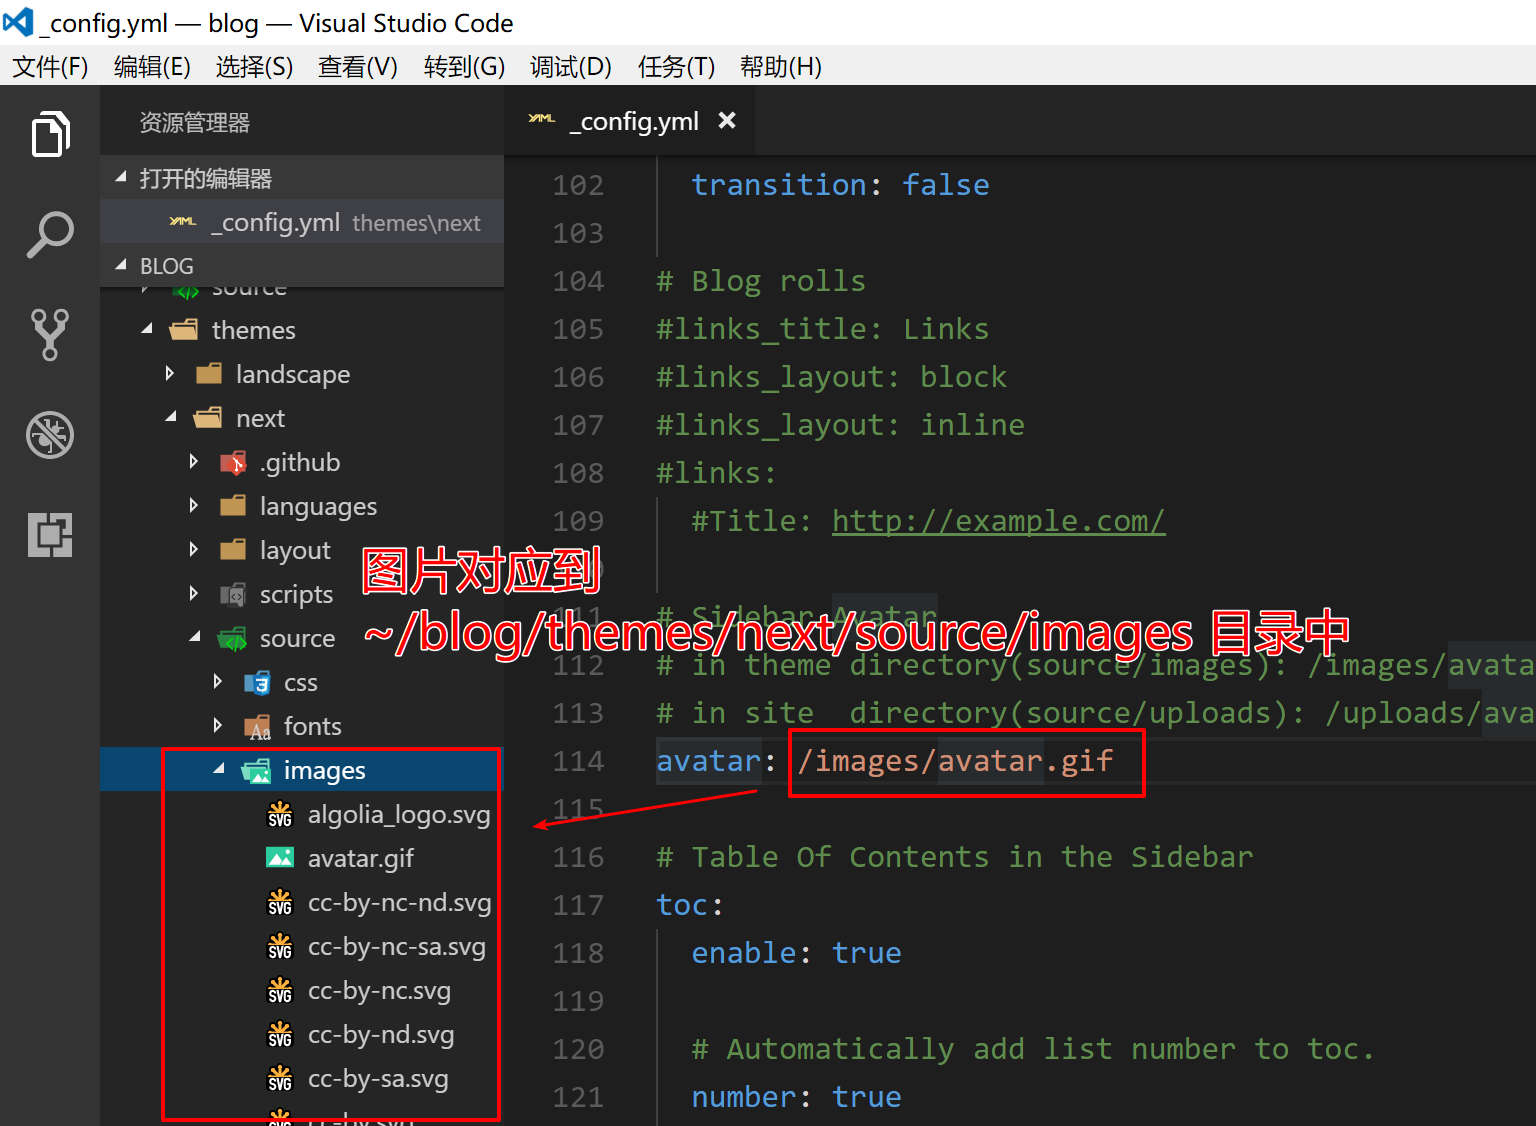 _config.yml — blog — Visual Studio Code
文件(F) 编辑(E) 选择(S) 查看(V) 转到(G) 调试(D) 任务(T) 帮助(H)
资源管理器
打开的编辑器
YAML _config.yml themes\next
BLOG
source
themes
landscape
next
.github
languages
layout
scripts
source
css
fonts
images
algolia_logo.svg
avatar.gif
cc-by-nc-nd.svg
cc-by-nc-sa.svg
cc-by-nc.svg
cc-by-nd.svg
cc-by-sa.svg
cc-by.svg
YAML _config.yml
102 transition: false
103
104 # Blog rolls
105 #links_title: Links
106 #links_layout: block
107 #links_layout: inline
108 #links:
109 #Title: http://example.com/
图片对应到
111 # Sidebar Avatar
~/blog/themes/next/source/images 目录中
112 # in theme directory(source/images): /images/avata
113 # in site  directory(source/uploads): /uploads/ava
114 avatar: /images/avatar.gif
115
116 # Table Of Contents in the Sidebar
117 toc:
118 enable: true
119
120 # Automatically add list number to toc.
121 number: true